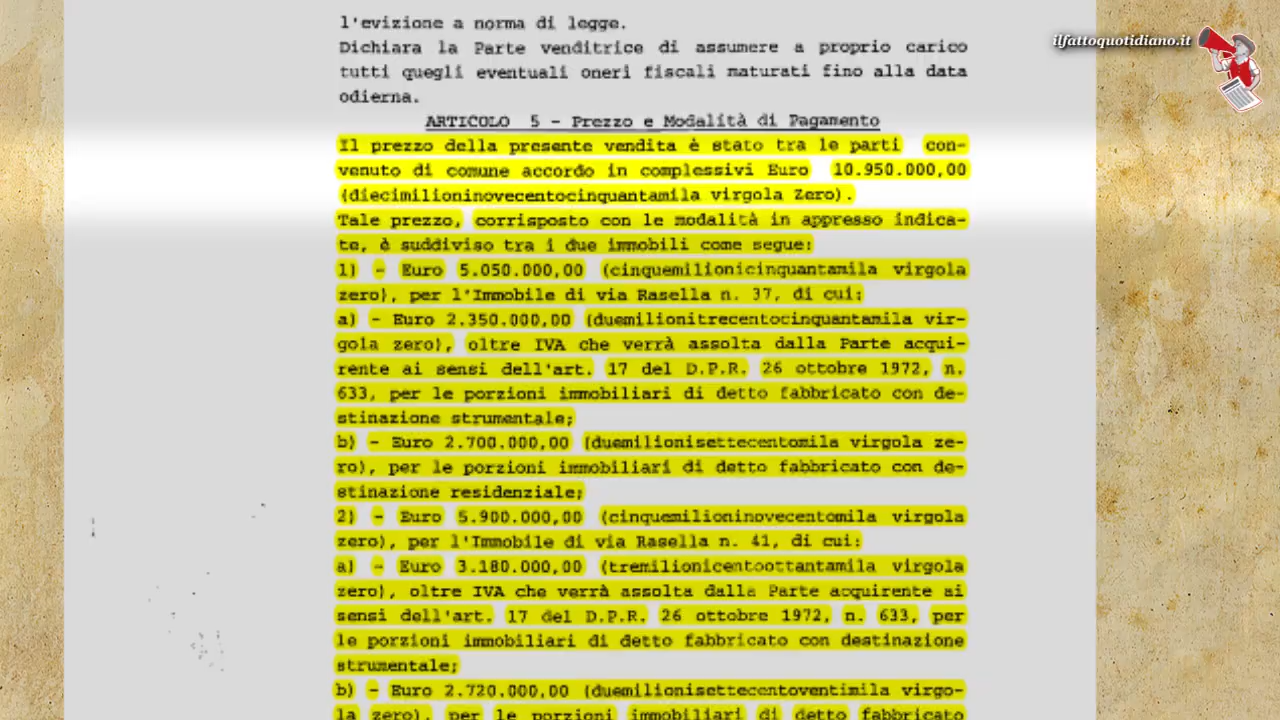 l'evizione a norma di legge.
Dichiara la Parte venditrice di assumere a proprio carico
tutti quegli eventuali oneri fiscali maturati fino alla data
odierna.
ARTICOLO 5 - Prezzo e Modalità di Pagamento
Il prezzo della presente vendita è stato tra le parti con-
venuto di comune accordo in complessivi Euro 10.950.000,00
(diecimilioninovecentocinquantamila virgola Zero).
Tale prezzo, corrisposto con le modalità in appresso indica-
te, è suddiviso tra i due immobili come segue:
1) - Euro 5.050.000,00 (cinquemilionicinquantamila virgola
zero), per l'Immobile di via Rasella n. 37, di cui:
a) - Euro 2.350.000,00 (duemilionitrecentocinquantamila vir-
gola zero), oltre IVA che verrà assolta dalla Parte acqui-
rente ai sensi dell'art. 17 del D.P.R. 26 ottobre 1972, n.
633, per le porzioni immobiliari di detto fabbricato con de-
stinazione strumentale;
b) - Euro 2.700.000,00 (duemilionisettecentomila virgola ze-
ro), per le porzioni immobiliari di detto fabbricato con de-
stinazione residenziale;
2) - Euro 5.900.000,00 (cinquemilioninovecentomila virgola
zero), per l'Immobile di via Rasella n. 41, di cui:
a) - Euro 3.180.000,00 (tremilionicentoottantamila virgola
zero), oltre IVA che verrà assolta dalla Parte acquirente ai
sensi dell'art. 17 del D.P.R. 26 ottobre 1972, n. 633, per
le porzioni immobiliari di detto fabbricato con destinazione
strumentale;
b) - Euro 2.720.000,00 (duemilionisettecentoventimila virgo-
la zero), per le porzioni immobiliari di detto fabbricato
ilfattoquotidiano.it